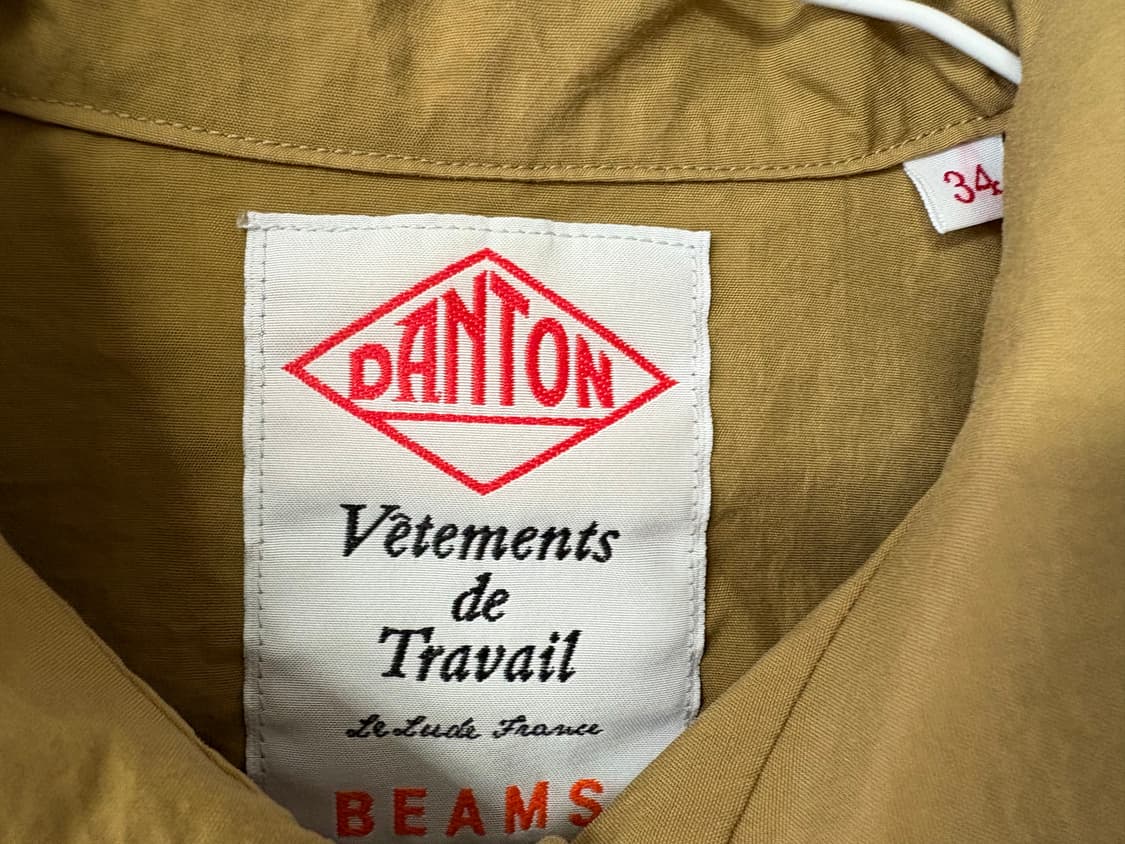 34
DANTON
Vêtements
de
Travail
Le Lude France
BEAMS